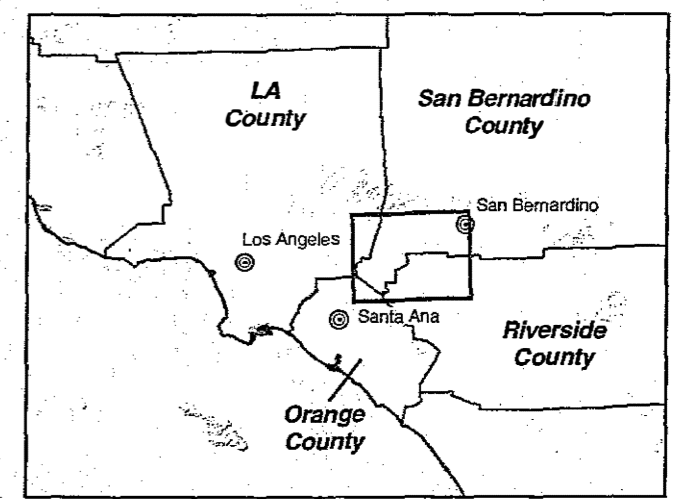 LA
County
San Bernardino
County
San Bernardino
Los Angeles
Santa Ana
Riverside
County
Orange
County